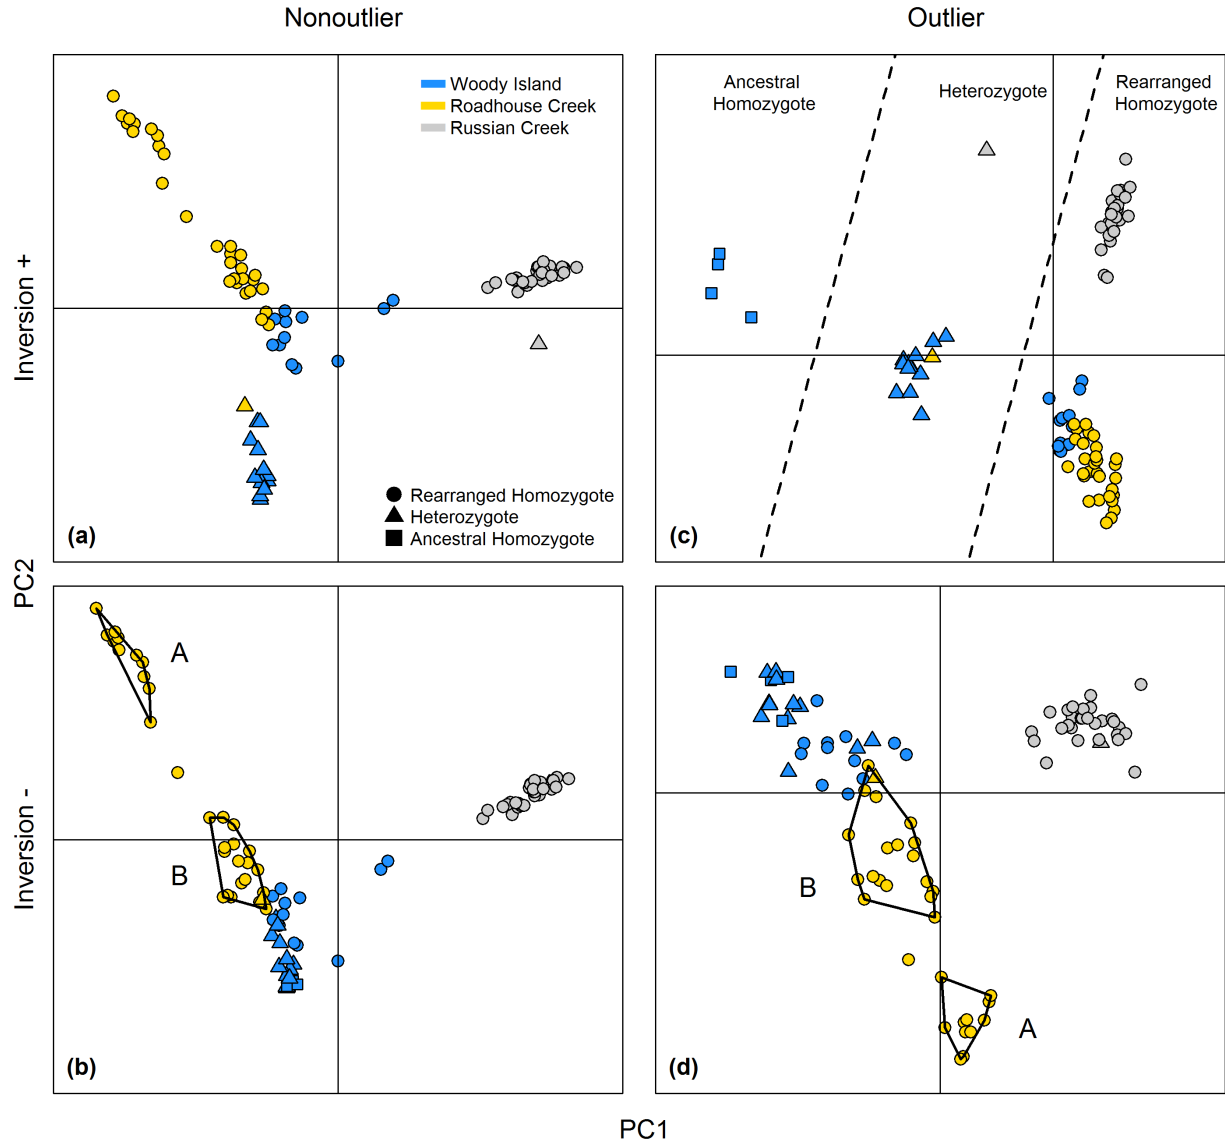 Nonoutlier
Outlier
Inversion +
Inversion -
PC2
PC1
Woody Island
Roadhouse Creek
Russian Creek
Rearranged Homozygote
Heterozygote
Ancestral Homozygote
(a)
Ancestral
Homozygote
Heterozygote
Rearranged
Homozygote
(c)
A
B
(b)
B
A
(d)